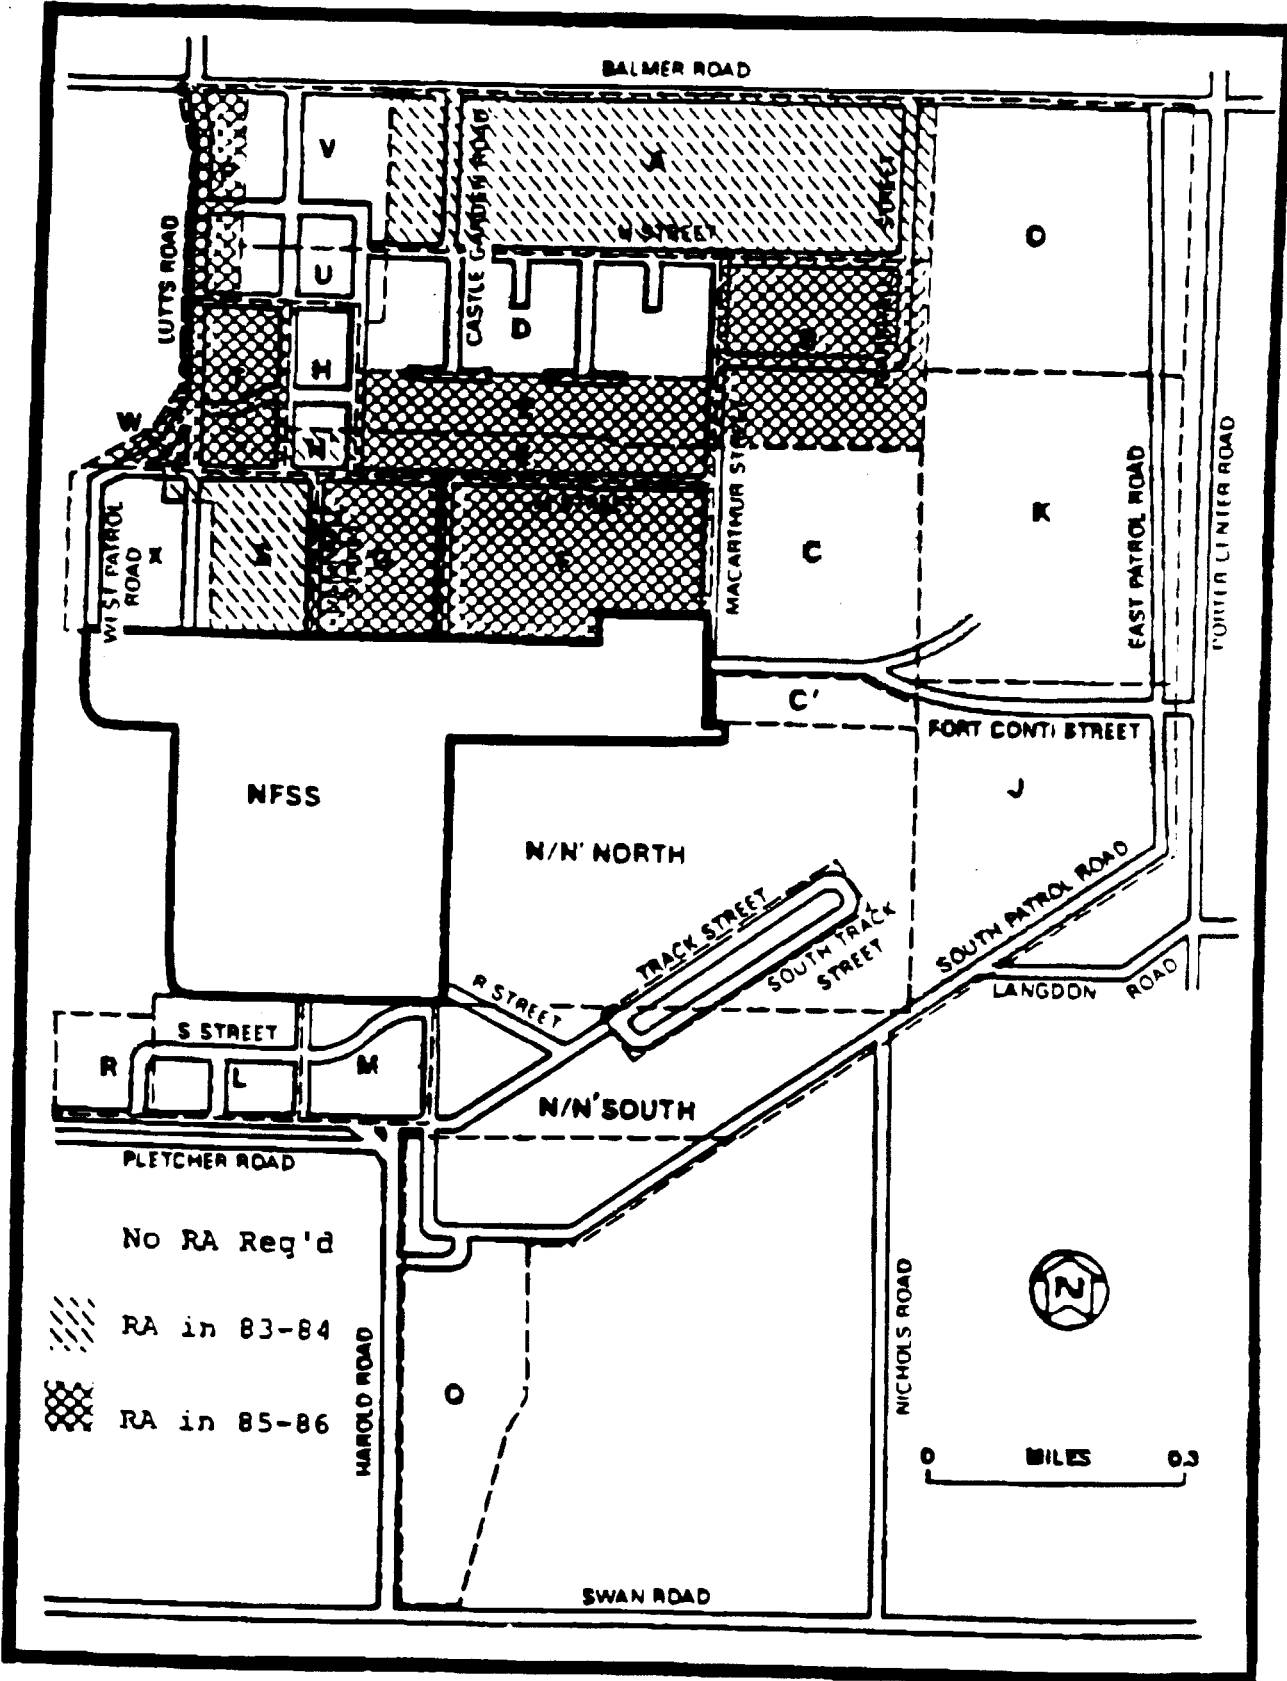 BALMER ROAD
V
A
O
LUTTS ROAD
CASTLE GARDEN ROAD
STREET
U
D
H
W
MACARTHUR STREET
WEST PATROL
ROAD
X
C
K
EAST PATROL ROAD
PORTER CENTER ROAD
C'
FORT CONTI STREET
NFSS
J
N/N' NORTH
TRACK STREET
SOUTH TRACK
STREET
SOUTH PATROL ROAD
LANGDON ROAD
R STREET
S STREET
R
L
M
N/N' SOUTH
PLETCHER ROAD
No RA Req'd
RA in 83-84
RA in 85-86
HAROLD ROAD
Q
NICHOLS ROAD
N
0 MILES 0.3
SWAN ROAD